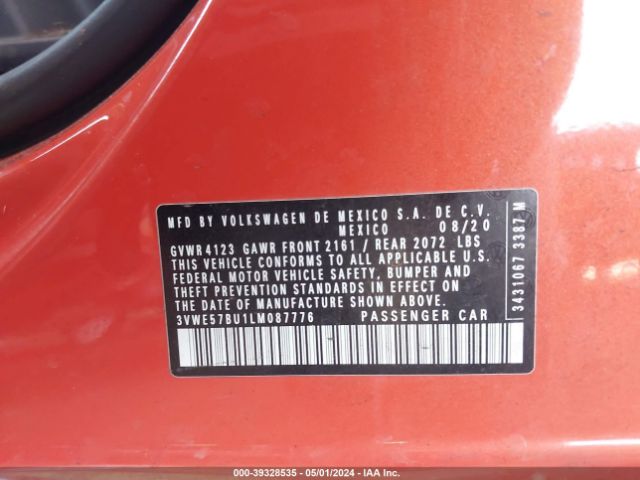 MFD BY VOLKSWAGEN DE MEXICO S.A. DE C.V.
MEXICO 08/20
GVWR 4123 GAWR FRONT 2161 / REAR 2072 LBS
THIS VEHICLE CONFORMS TO ALL APPLICABLE U.S.
FEDERAL MOTOR VEHICLE SAFETY, BUMPER AND
THEFT PREVENTION STANDARDS IN EFFECT ON
THE DATE OF MANUFACTURE SHOWN ABOVE.
3VWE57BU1LM087776 PASSENGER CAR
3431067 3387 M
000-39328535 - 05/01/2024 - IAA Inc.